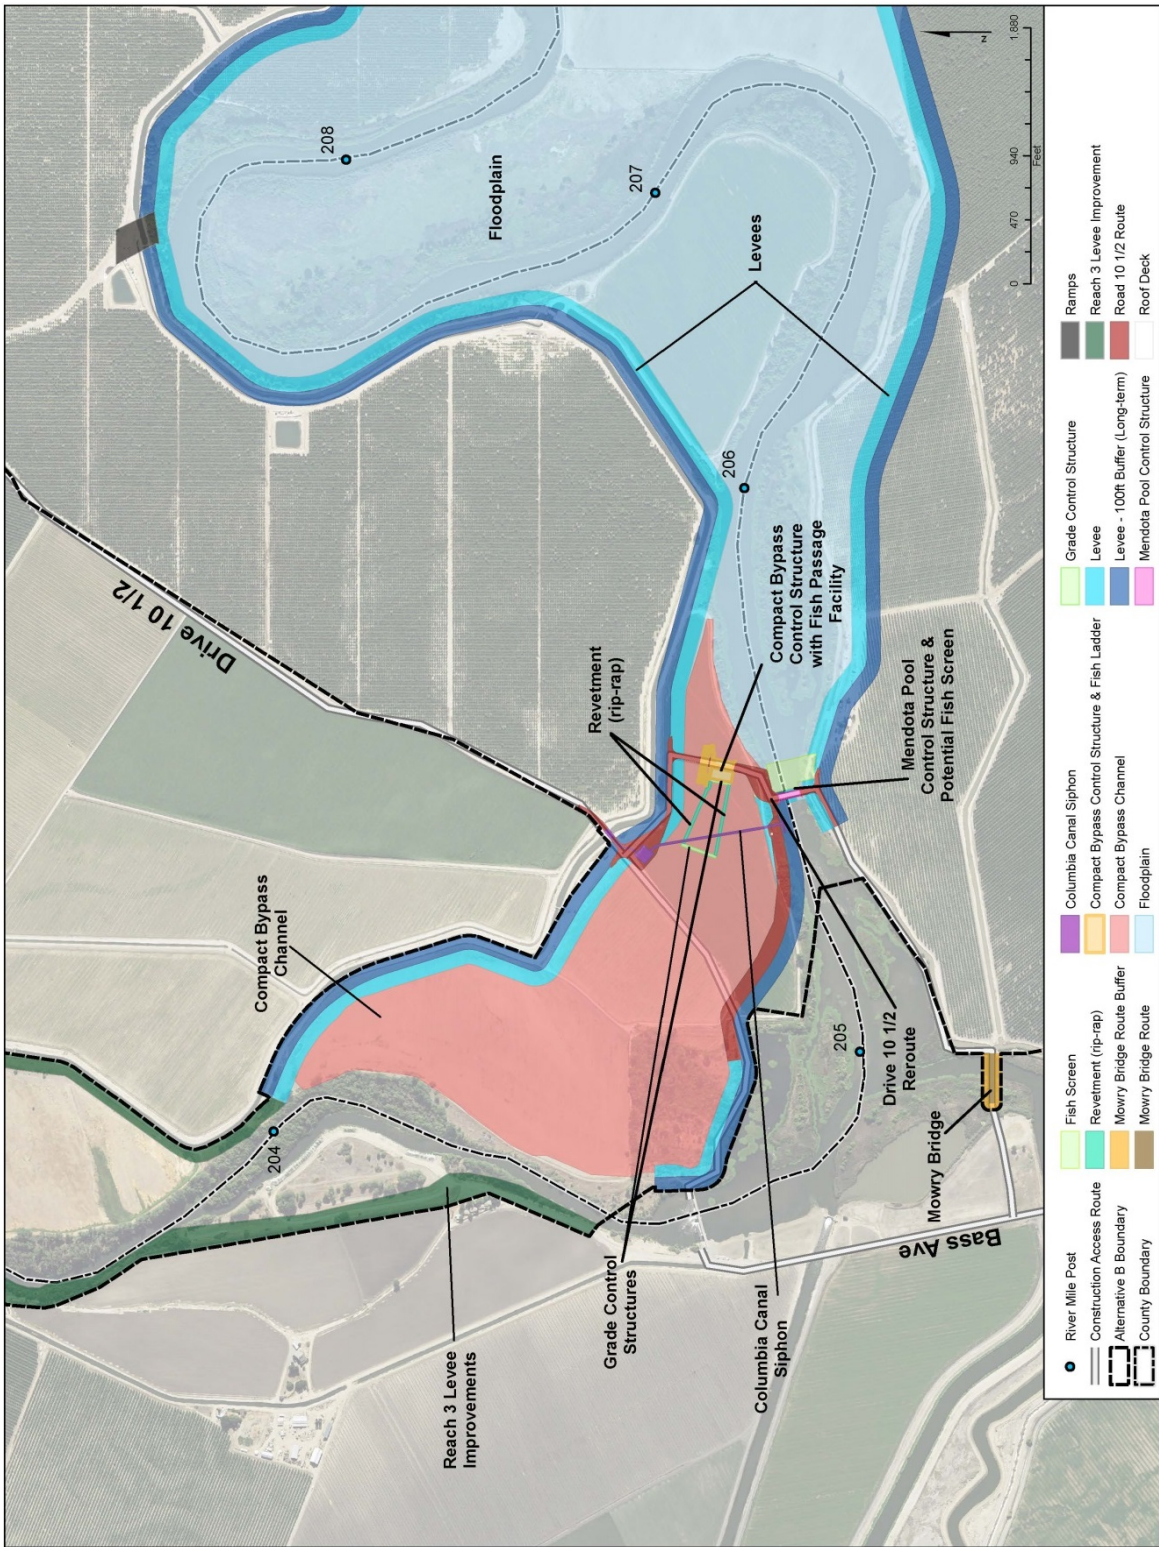 208
Floodplain
207
Levees
206
Drive 10 1/2
Compact Bypass
Control Structure
with Fish Passage
Facility
Revetment
(rip-rap)
Mendota Pool
Control Structure &
Potential Fish Screen
Compact Bypass
Channel
204
205
Drive 10 1/2
Reroute
Mowry Bridge
Bass Ave
Grade Control
Structures
Columbia Canal
Siphon
Reach 3 Levee
Improvements
N
0 470 940 1,880
Feet
River Mile Post
Construction Access Route
Alternative B Boundary
County Boundary
Fish Screen
Revetment (rip-rap)
Mowry Bridge Route Buffer
Mowry Bridge Route
Columbia Canal Siphon
Compact Bypass Control Structure & Fish Ladder
Compact Bypass Channel
Floodplain
Grade Control Structure
Levee
Levee - 100ft Buffer (Long-term)
Mendota Pool Control Structure
Ramps
Reach 3 Levee Improvement
Road 10 1/2 Route
Roof Deck